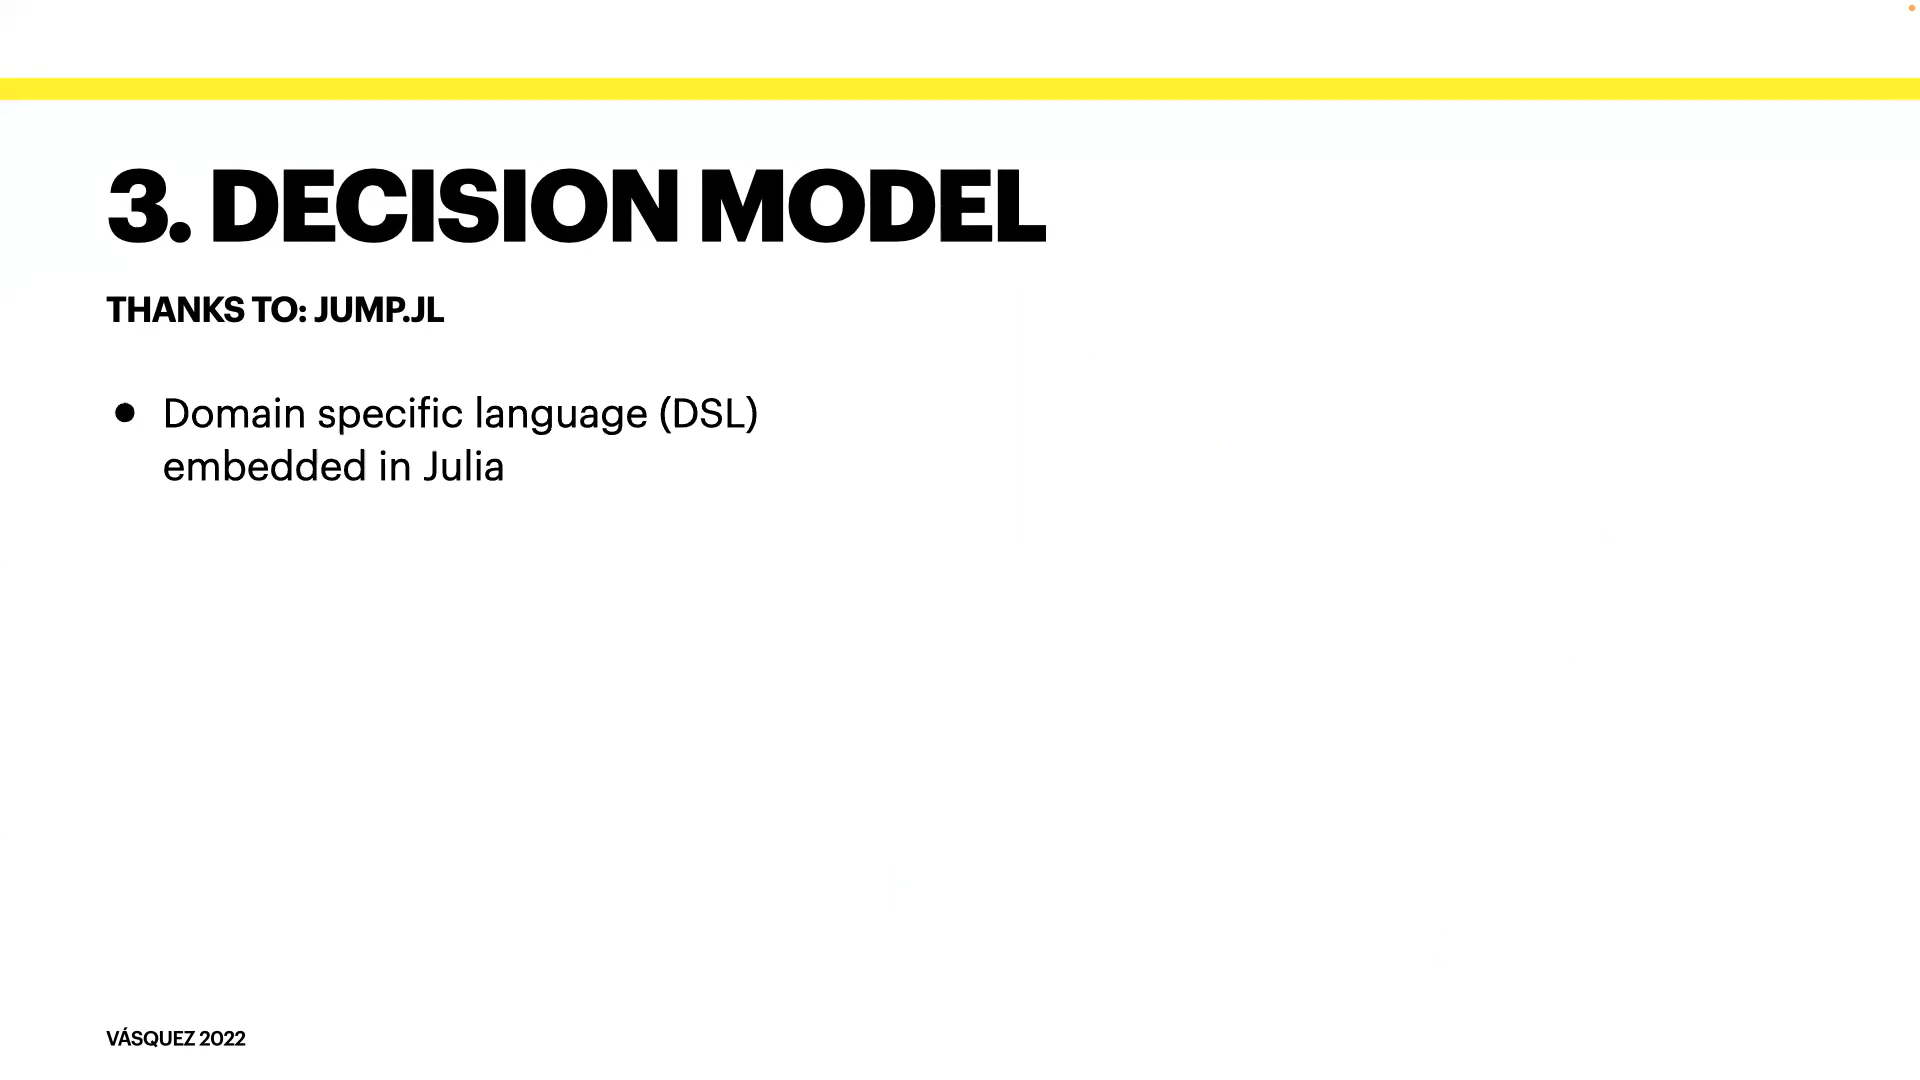 3. DECISION MODEL
THANKS TO: JUMP.JL
● Domain specific language (DSL)
embedded in Julia
VÁSQUEZ 2022